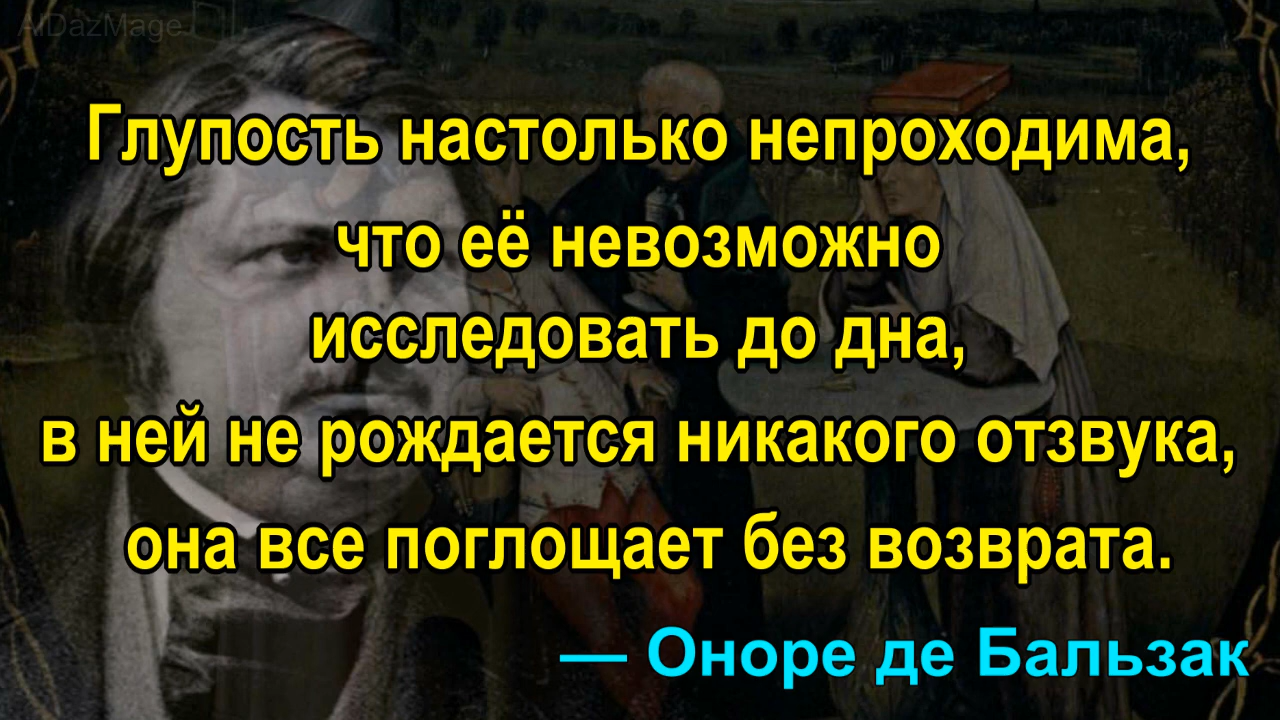 AlDazMage
Глупость настолько непроходима,
что её невозможно
исследовать до дна,
в ней не рождается никакого отзвука,
она все поглощает без возврата.
— Оноре де Бальзак